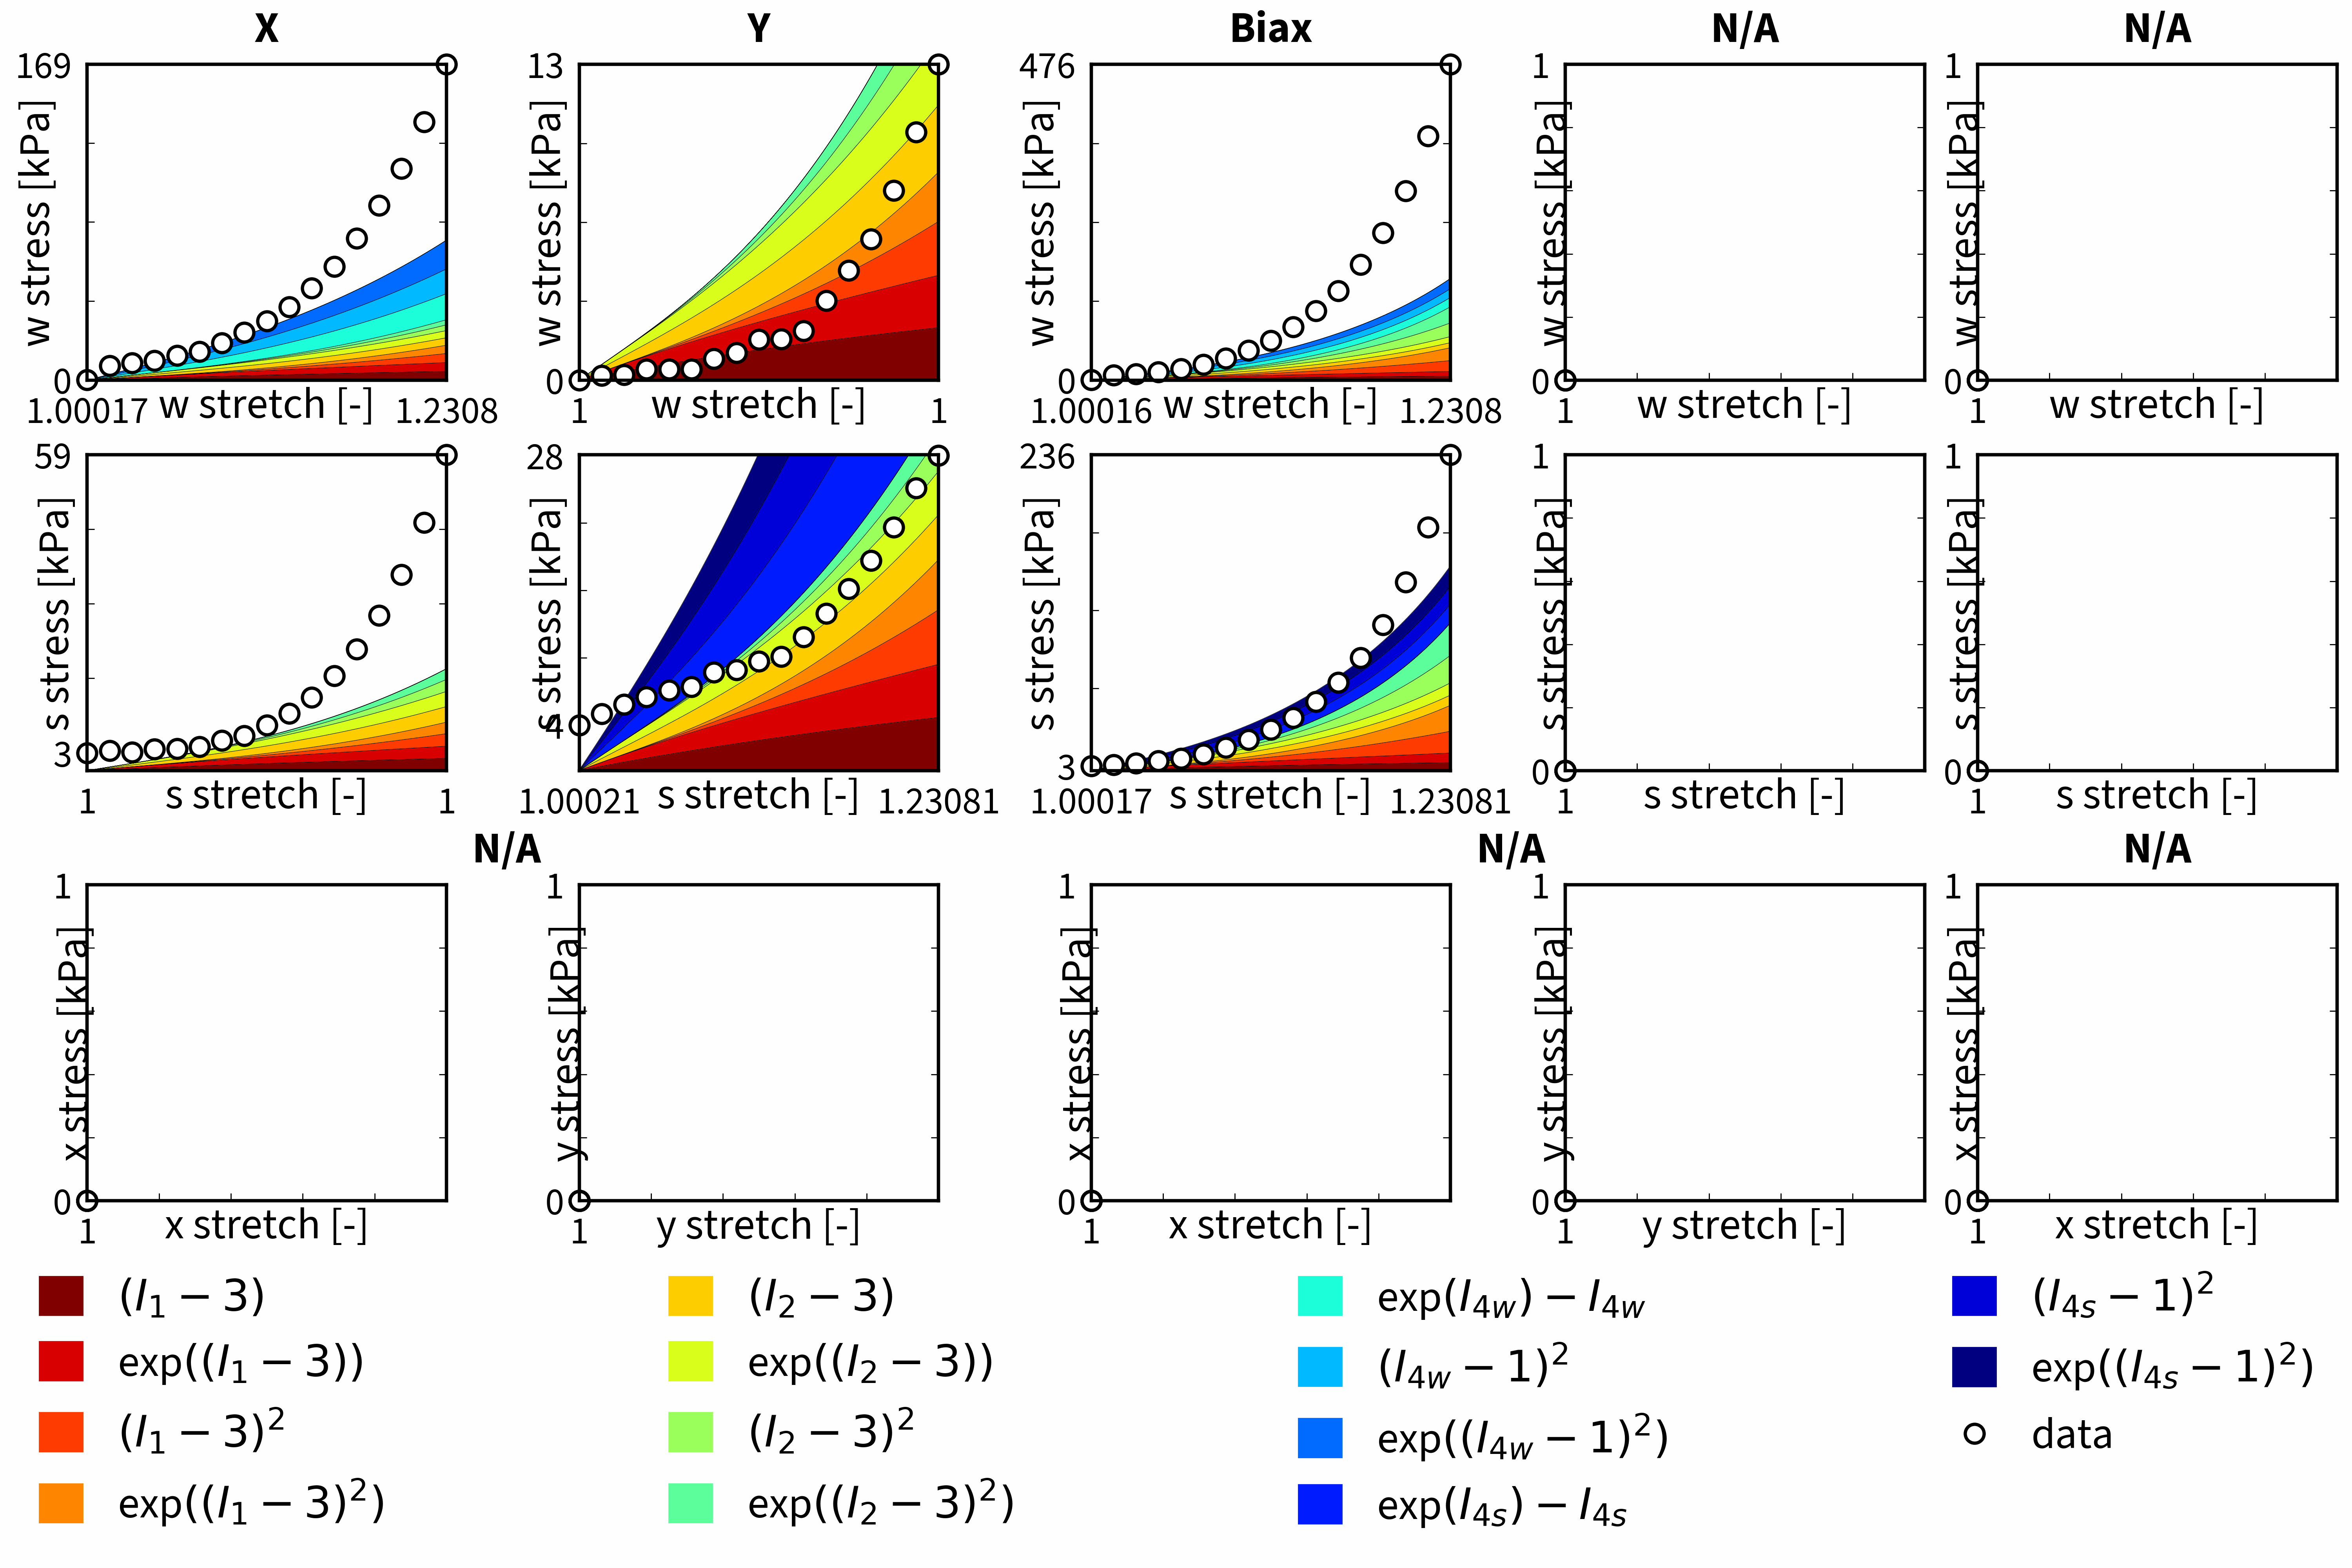 X Y Biax N/A N/A
169 13 476 1 1
w stress [kPa] w stress [kPa] w stress [kPa] w stress [kPa] w stress [kPa]
0 0 0 0 0
1.00017 w stretch [-] 1.2308 1 w stretch [-] 1 1.00016 w stretch [-] 1.2308 1 w stretch [-] 1 w stretch [-]
59 28 236 1 1
s stress [kPa] s stress [kPa] s stress [kPa] s stress [kPa] s stress [kPa]
3 4 3 0 0
1 s stretch [-] 1 1.00021 s stretch [-] 1.23081 1.00017 s stretch [-] 1.23081 1 s stretch [-] 1 s stretch [-]
N/A N/A N/A
1 1 1 1 1
x stress [kPa] y stress [kPa] x stress [kPa] y stress [kPa] x stress [kPa]
0 0 0 0 0
1 x stretch [-] 1 y stretch [-] 1 x stretch [-] 1 y stretch [-] 1 x stretch [-]
(I₁ − 3) (I₂ − 3) exp(I₄w) − I₄w (I₄s − 1)²
exp((I₁ − 3)) exp((I₂ − 3)) (I₄w − 1)² exp((I₄s − 1)²)
(I₁ − 3)² (I₂ − 3)² exp((I₄w − 1)²) data
exp((I₁ − 3)²) exp((I₂ − 3)²) exp(I₄s) − I₄s